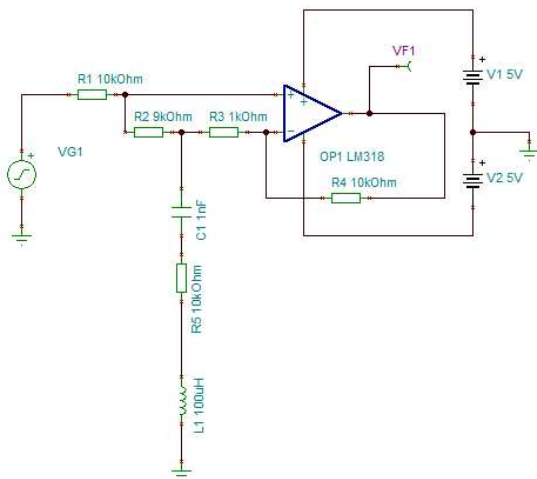 VF1
R1 10kOhm
V1 5V
R2 9kOhm
R3 1kOhm
+
+
-
+
+
+
OP1 LM318
VG1
R4 10kOhm
V2 5V
C1 1nF
R5 10kOhm
L1 100uH